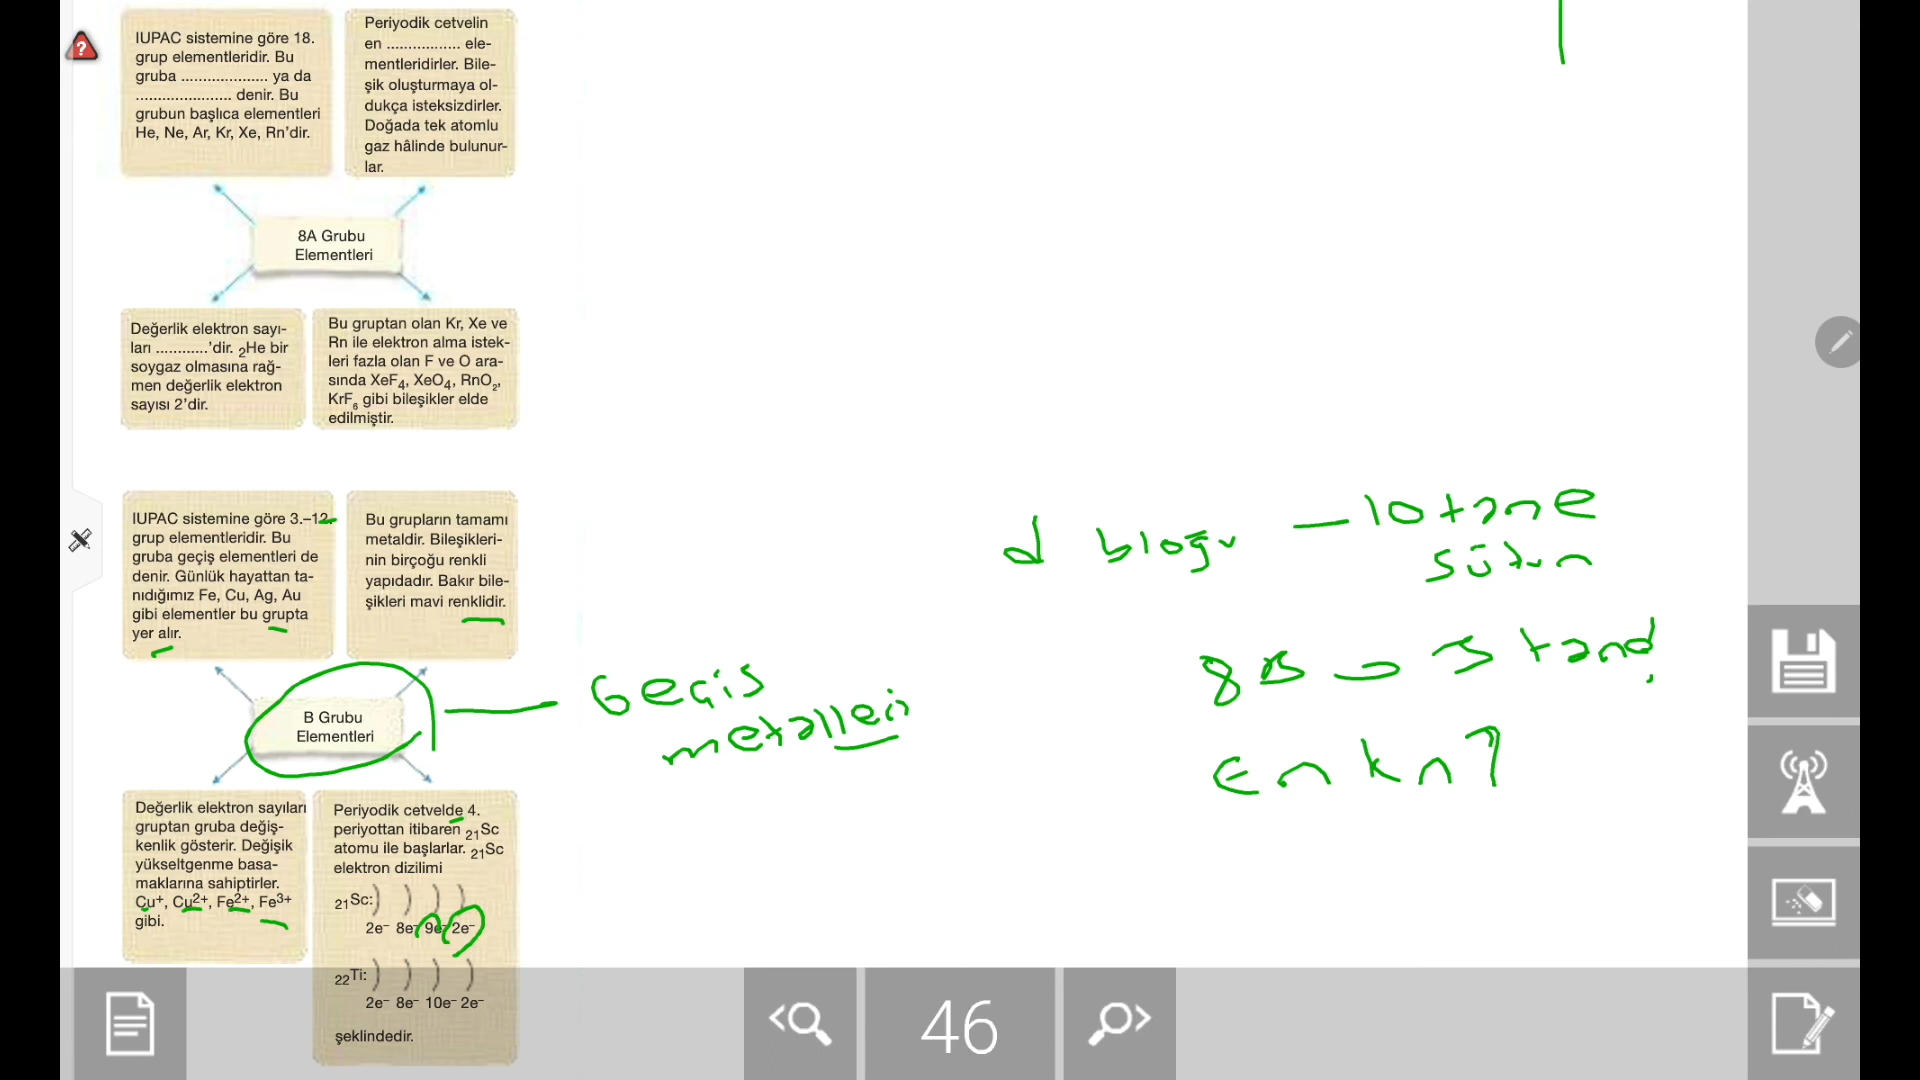 IUPAC sistemine göre 18.
grup elementleridir. Bu
gruba .................... ya da
...................... denir. Bu
grubun başlıca elementleri
He, Ne, Ar, Kr, Xe, Rn'dir.
Periyodik cetvelin
en ................. ele-
mentleridirler. Bile-
şik oluşturmaya ol-
dukça isteksizdirler.
Doğada tek atomlu
gaz hâlinde bulunur-
lar.
8A Grubu
Elementleri
Değerlik elektron sayı-
ları ............'dir. ₂He bir
soygaz olmasına rağ-
men değerlik elektron
sayısı 2'dir.
Bu gruptan olan Kr, Xe ve
Rn ile elektron alma istek-
leri fazla olan F ve O ara-
sında XeF₄, XeO₄, RnO₂,
KrF₆ gibi bileşikler elde
edilmiştir.
IUPAC sistemine göre 3.–12.
grup elementleridir. Bu
gruba geçiş elementleri de
denir. Günlük hayattan ta-
nıdığımız Fe, Cu, Ag, Au
gibi elementler bu grupta
yer alır.
Bu grupların tamamı
metaldir. Bileşikleri-
nin birçoğu renkli
yapıdadır. Bakır bile-
şikleri mavi renklidir.
B Grubu
Elementleri
Geçiş
metalleri
d bloğu — 10 tane
sütun
8B
Değerlik elektron sayıları
gruptan gruba değiş-
kenlik gösterir. Değişik
yükseltgenme basa-
maklarına sahiptirler.
Cu⁺, Cu²⁺, Fe²⁺, Fe³⁺
gibi.
Periyodik cetvelde 4.
periyottan itibaren ₂₁Sc
atomu ile başlarlar. ₂₁Sc
elektron dizilimi
₂₁Sc: ) ) ) )
2e⁻ 8e⁻ 9e⁻ 2e⁻
₂₂Ti: ) ) ) )
2e⁻ 8e⁻ 10e⁻ 2e⁻
şeklindedir.
46